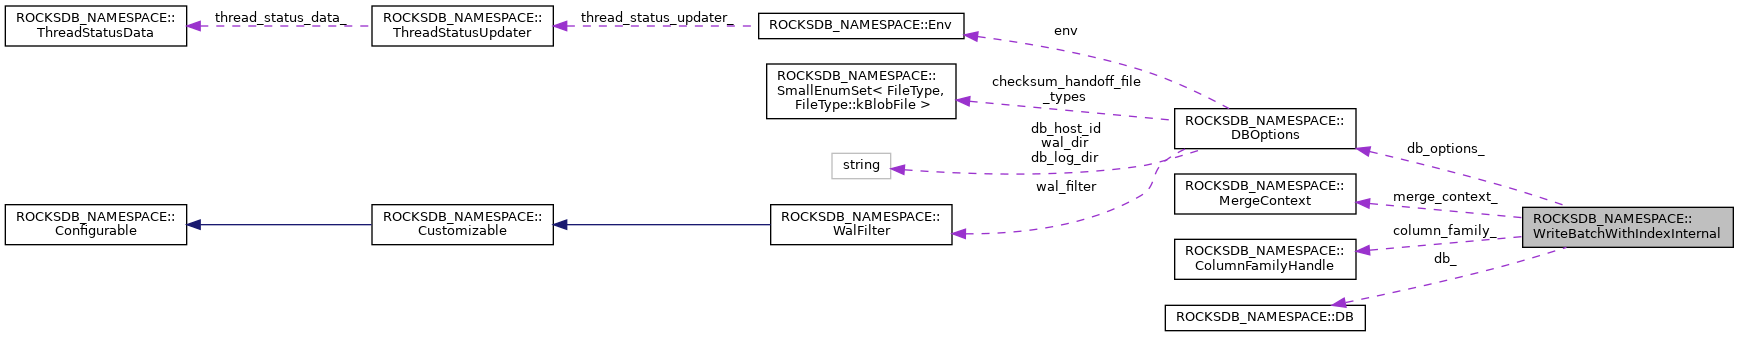 ROCKSDB_NAMESPACE::
ThreadStatusData
thread_status_data_
ROCKSDB_NAMESPACE::
ThreadStatusUpdater
thread_status_updater_
ROCKSDB_NAMESPACE::Env
env
ROCKSDB_NAMESPACE::
SmallEnumSet< FileType,
FileType::kBlobFile >
checksum_handoff_file
_types
string
db_host_id
wal_dir
db_log_dir
ROCKSDB_NAMESPACE::
Configurable
ROCKSDB_NAMESPACE::
Customizable
ROCKSDB_NAMESPACE::
WalFilter
wal_filter
ROCKSDB_NAMESPACE::
DBOptions
db_options_
ROCKSDB_NAMESPACE::
MergeContext
merge_context_
ROCKSDB_NAMESPACE::
ColumnFamilyHandle
column_family_
ROCKSDB_NAMESPACE::DB
db_
ROCKSDB_NAMESPACE::
WriteBatchWithIndexInternal